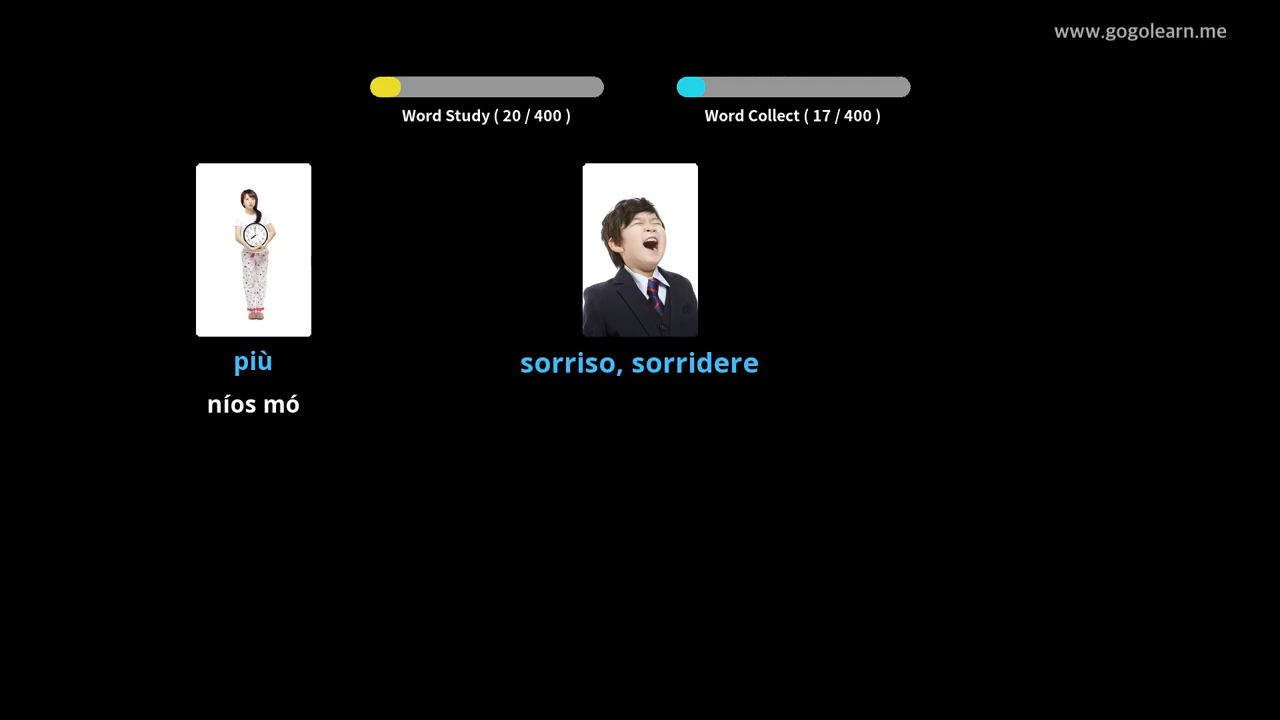 www.gogolearn.me
Word Study ( 20 / 400 )
Word Collect ( 17 / 400 )
più
níos mó
sorriso, sorridere